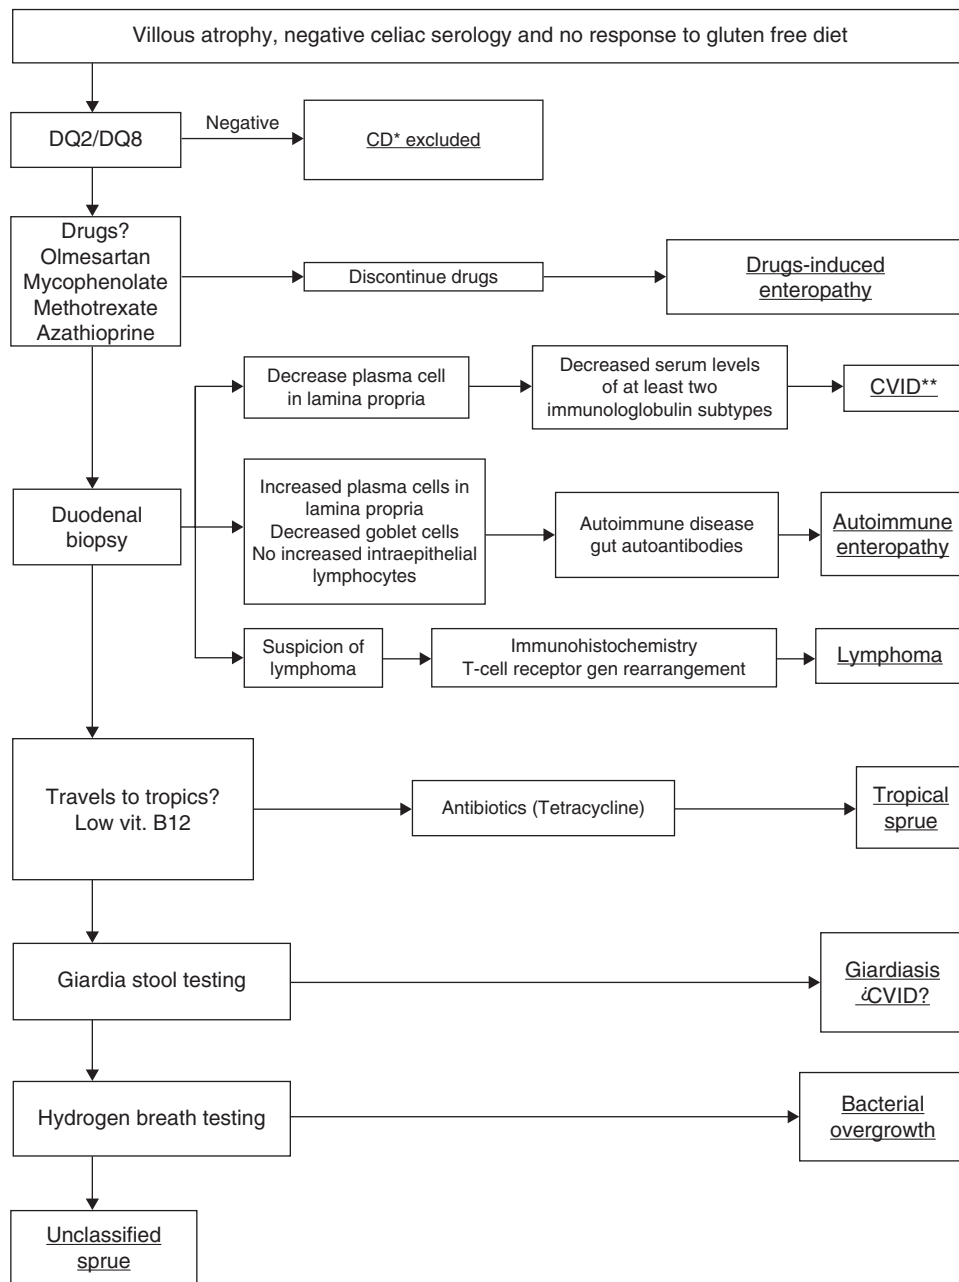 Villous atrophy, negative celiac serology and no response to gluten free diet
DQ2/DQ8
Negative
CD* excluded
Drugs?
Olmesartan
Mycophenolate
Methotrexate
Azathioprine
Discontinue drugs
Drugs-induced
enteropathy
Decrease plasma cell
in lamina propria
Decreased serum levels
of at least two
immunologlobulin subtypes
CVID**
Duodenal
biopsy
Increased plasma cells in
lamina propria
Decreased goblet cells
No increased intraepithelial
lymphocytes
Autoimmune disease
gut autoantibodies
Autoimmune
enteropathy
Suspicion of
lymphoma
Immunohistochemistry
T-cell receptor gen rearrangement
Lymphoma
Travels to tropics?
Low vit. B12
Antibiotics (Tetracycline)
Tropical
sprue
Giardia stool testing
Giardiasis
¿CVID?
Hydrogen breath testing
Bacterial
overgrowth
Unclassified
sprue